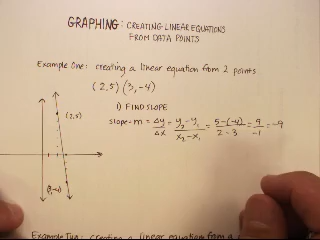 GRAPHING: CREATING LINEAR EQUATIONS
FROM DATA POINTS
Example One: creating a linear equation from 2 points
(2,5) (3,-4)
1) FIND SLOPE
slope = m = Δy/Δx = y₂-y₁/x₂-x₁ = 5-(-4)/2-3 = 9/-1 = -9
(2,5)
(3,-4)
Example Two: creating a linear equation from